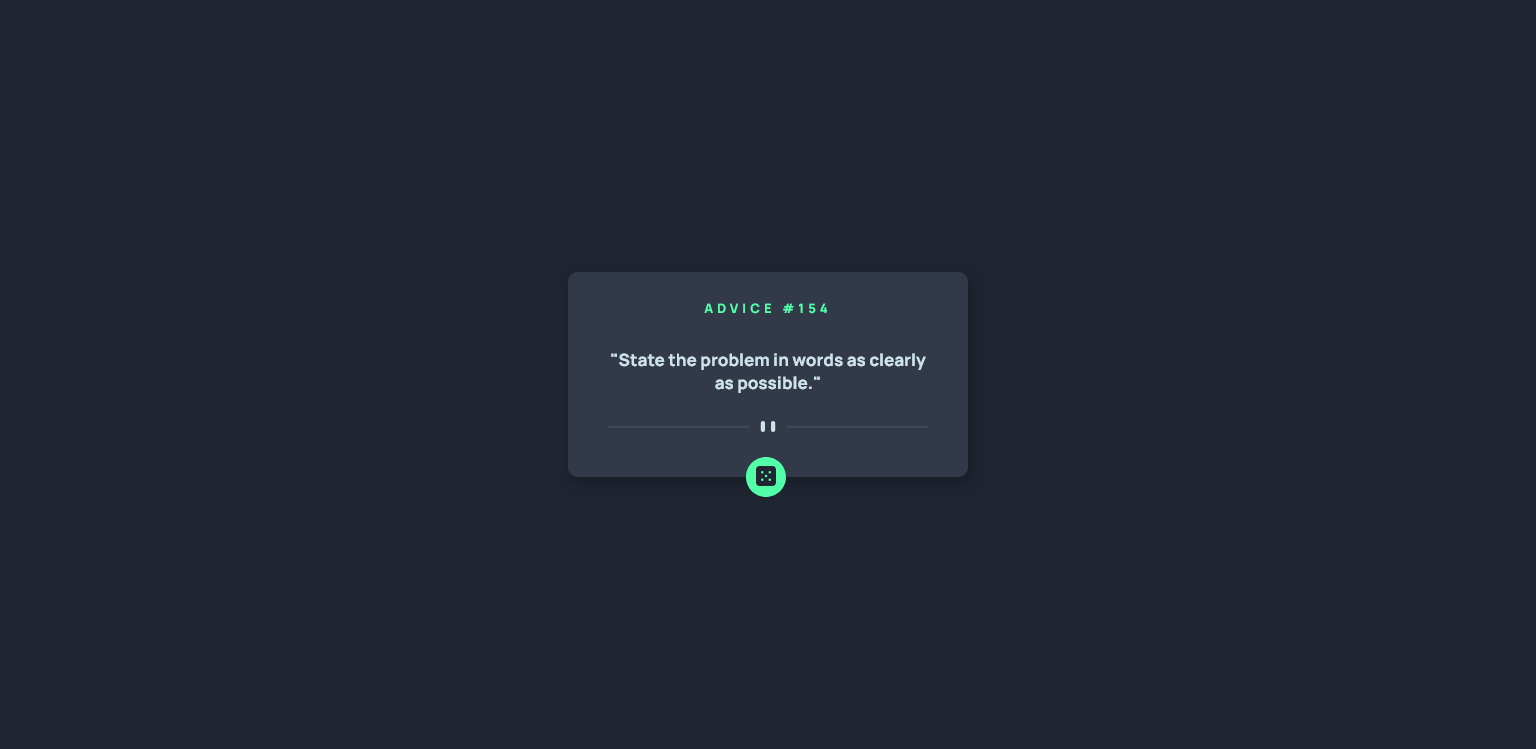 ADVICE #154
"State the problem in words as clearly
as possible."